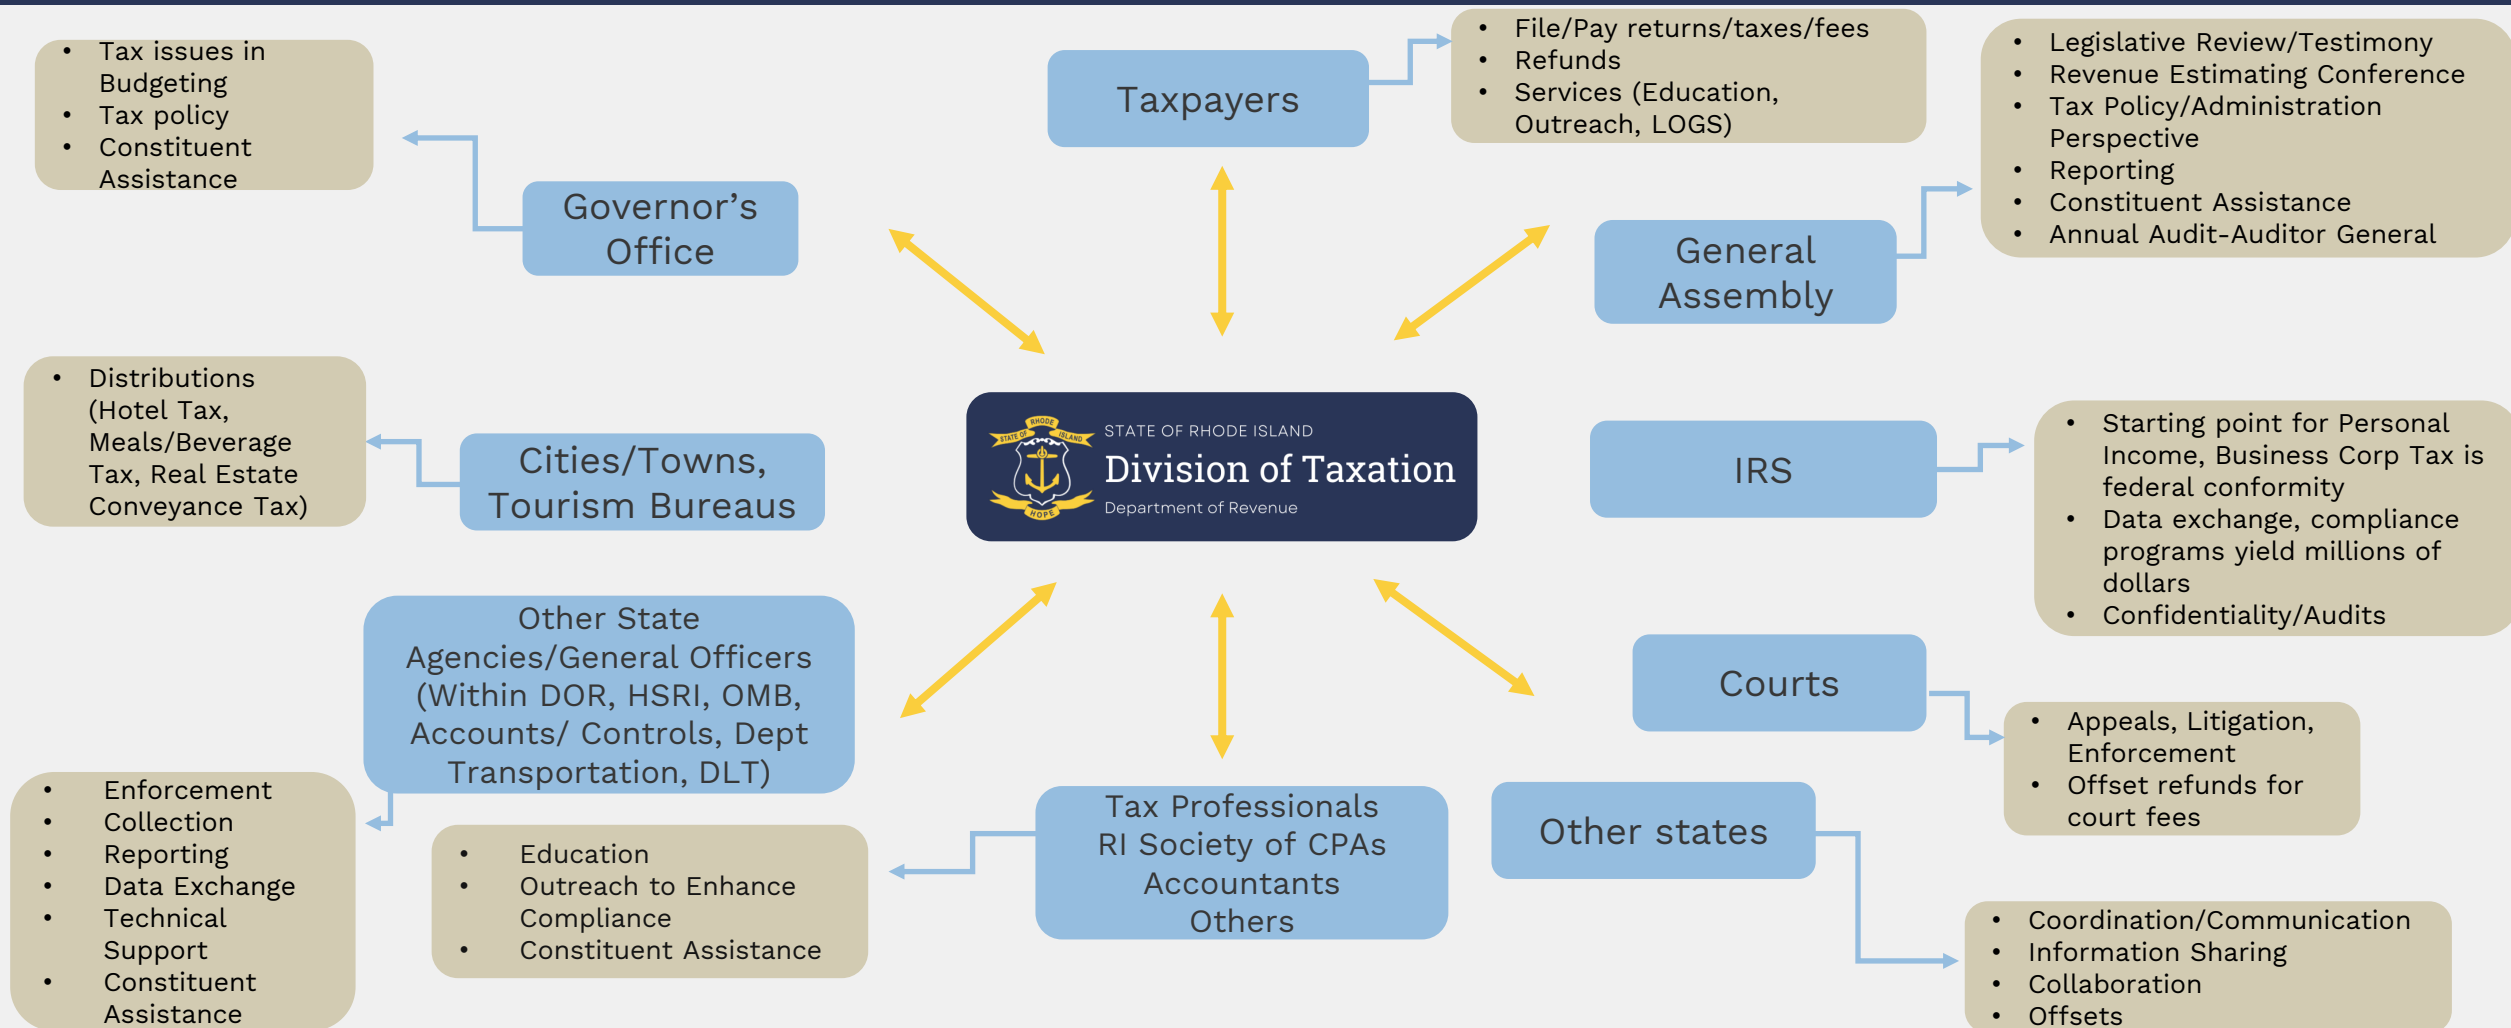 • Tax issues in
Budgeting
• Tax policy
• Constituent
Assistance
Governor’s
Office
Taxpayers
• File/Pay returns/taxes/fees
• Refunds
• Services (Education,
Outreach, LOGS)
General
Assembly
• Legislative Review/Testimony
• Revenue Estimating Conference
• Tax Policy/Administration
Perspective
• Reporting
• Constituent Assistance
• Annual Audit-Auditor General
• Distributions
(Hotel Tax,
Meals/Beverage
Tax, Real Estate
Conveyance Tax)
Cities/Towns,
Tourism Bureaus
STATE OF RHODE ISLAND
HOPE
STATE OF RHODE ISLAND
Division of Taxation
Department of Revenue
IRS
• Starting point for Personal
Income, Business Corp Tax is
federal conformity
• Data exchange, compliance
programs yield millions of
dollars
• Confidentiality/Audits
Other State
Agencies/General Officers
(Within DOR, HSRI, OMB,
Accounts/ Controls, Dept
Transportation, DLT)
• Enforcement
• Collection
• Reporting
• Data Exchange
• Technical
Support
• Constituent
Assistance
• Education
• Outreach to Enhance
Compliance
• Constituent Assistance
Tax Professionals
RI Society of CPAs
Accountants
Others
Courts
• Appeals, Litigation,
Enforcement
• Offset refunds for
court fees
Other states
• Coordination/Communication
• Information Sharing
• Collaboration
• Offsets